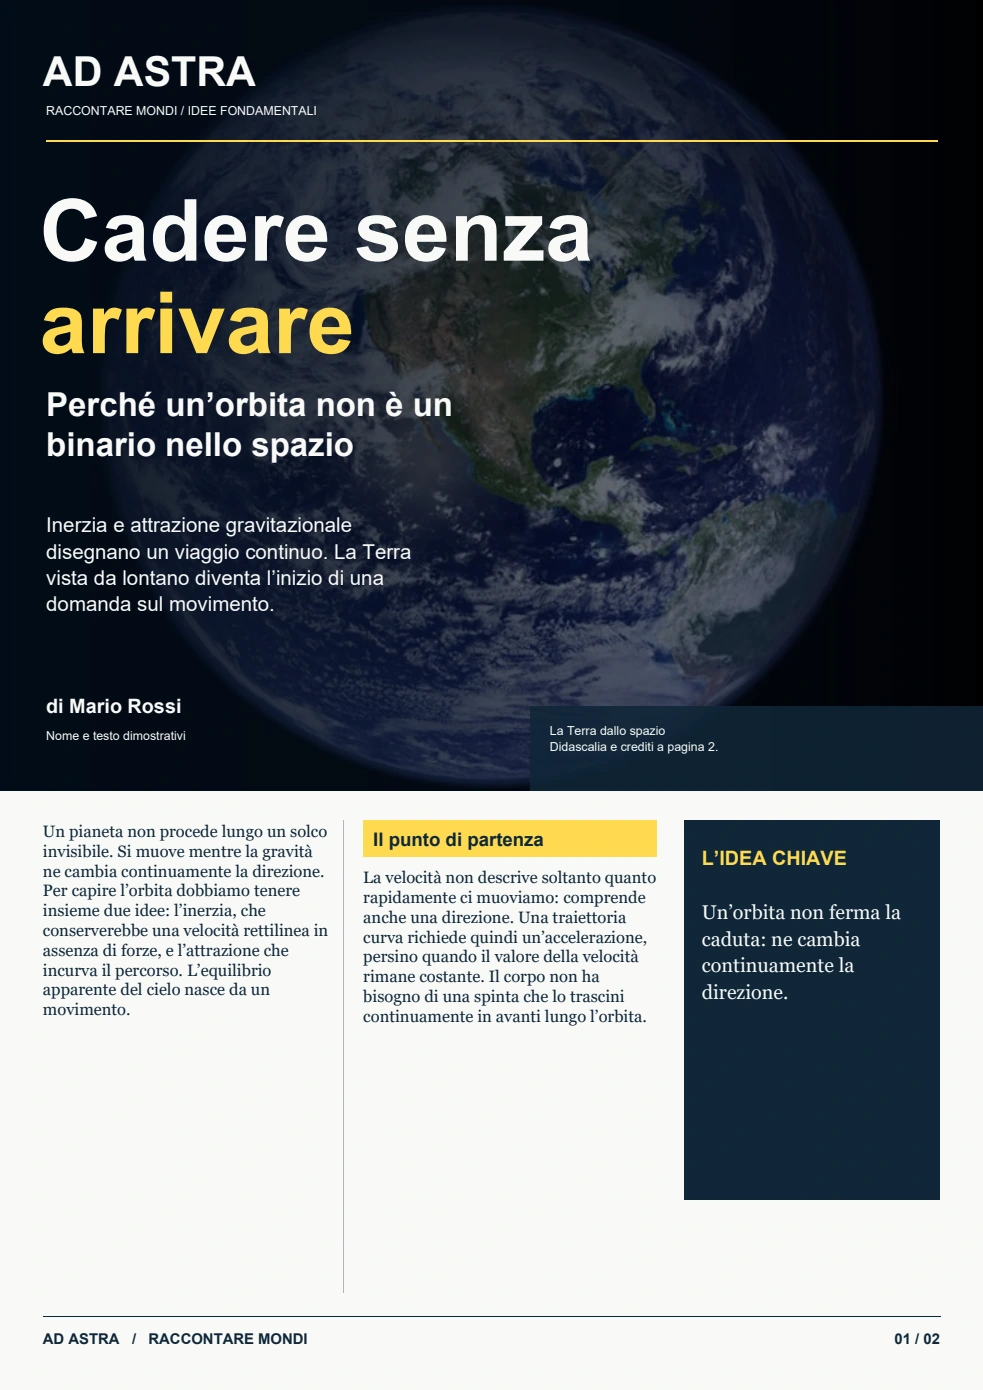 AD ASTRA
RACCONTARE MONDI / IDEE FONDAMENTALI
Cadere senza
arrivare
Perché un’orbita non è un
binario nello spazio
Inerzia e attrazione gravitazionale
disegnano un viaggio continuo. La Terra
vista da lontano diventa l’inizio di una
domanda sul movimento.
di Mario Rossi
Nome e testo dimostrativi
La Terra dallo spazio
Didascalia e crediti a pagina 2.
Un pianeta non procede lungo un solco
invisibile. Si muove mentre la gravità
ne cambia continuamente la direzione.
Per capire l’orbita dobbiamo tenere
insieme due idee: l’inerzia, che
conserverebbe una velocità rettilinea in
assenza di forze, e l’attrazione che
incurva il percorso. L’equilibrio
apparente del cielo nasce da un
movimento.
Il punto di partenza
La velocità non descrive soltanto quanto
rapidamente ci muoviamo: comprende
anche una direzione. Una traiettoria
curva richiede quindi un’accelerazione,
persino quando il valore della velocità
rimane costante. Il corpo non ha
bisogno di una spinta che lo trascini
continuamente in avanti lungo l’orbita.
L’IDEA CHIAVE
Un’orbita non ferma la
caduta: ne cambia
continuamente la
direzione.
AD ASTRA / RACCONTARE MONDI
01 / 02